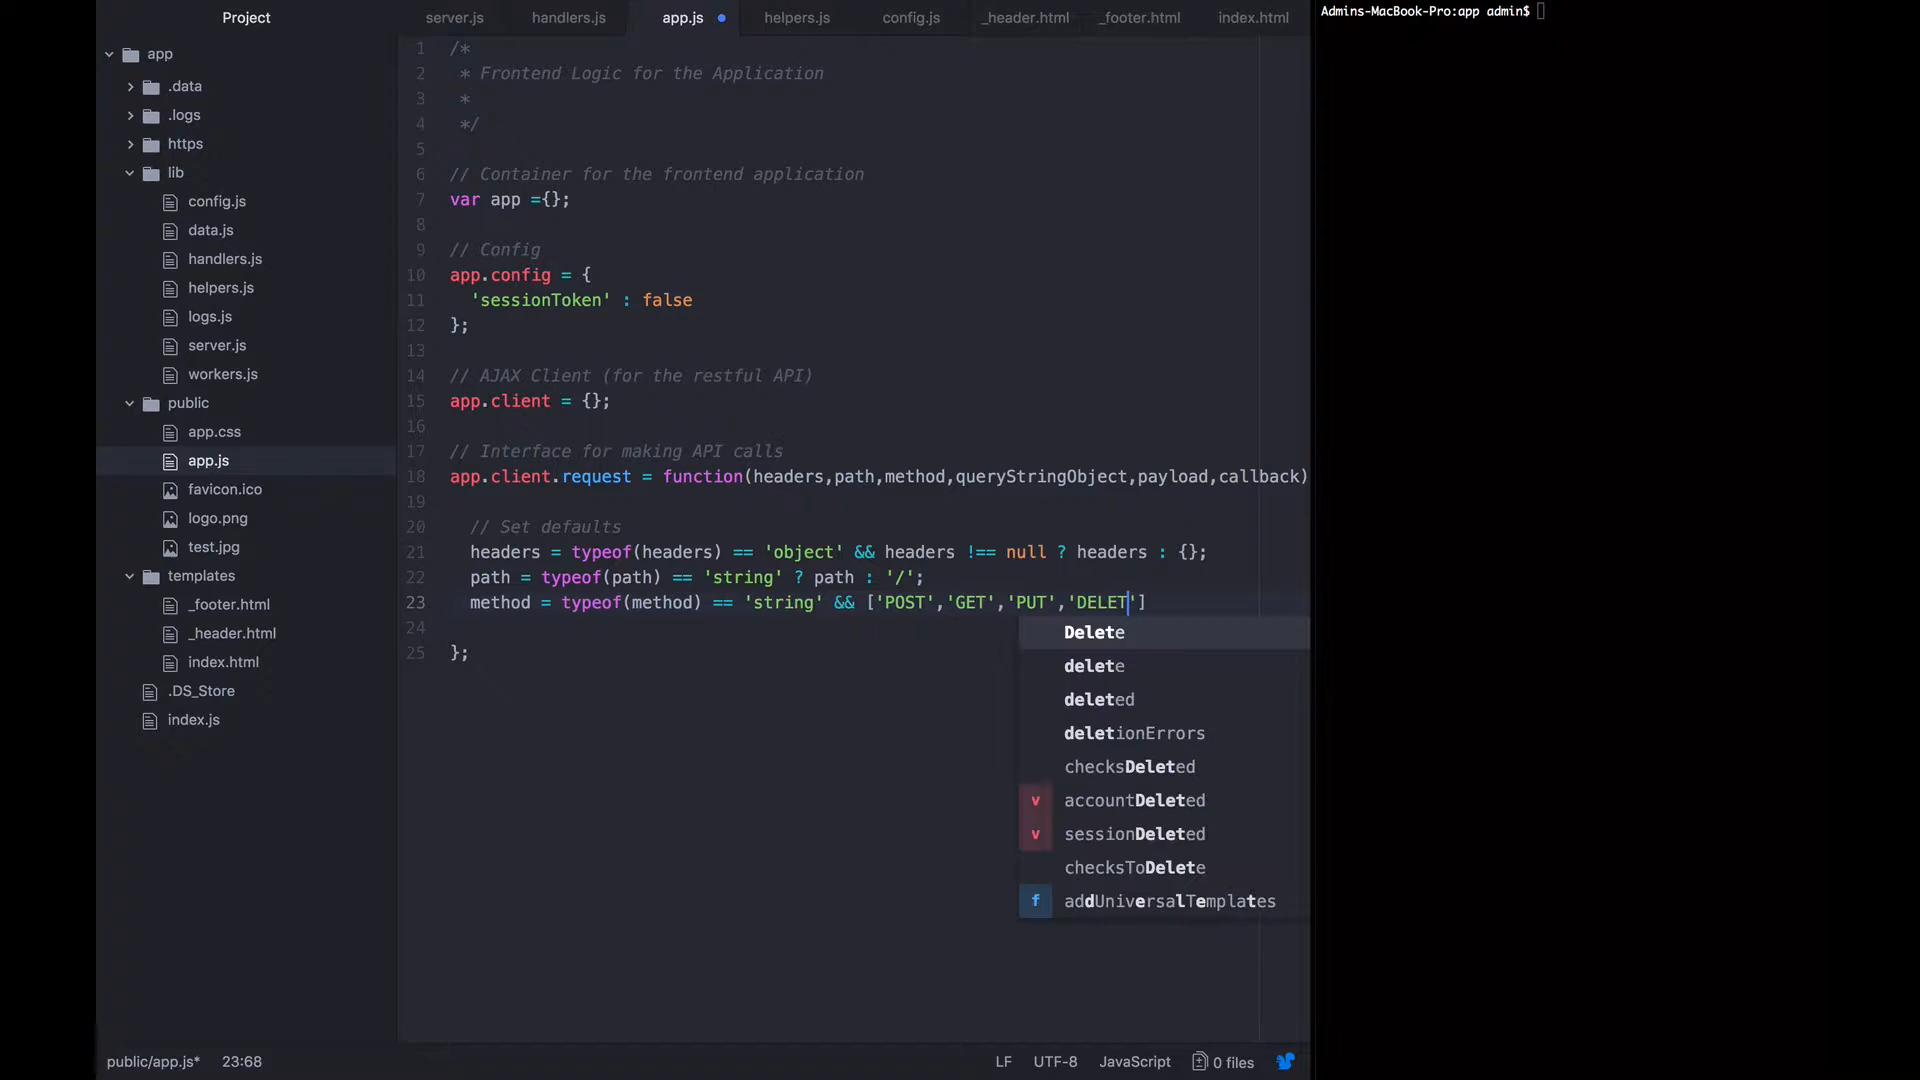 Project
server.js
handlers.js
app.js
helpers.js
config.js
_header.html
_footer.html
index.html
Admins-MacBook-Pro:app admin$
app
.data
.logs
https
lib
config.js
data.js
handlers.js
helpers.js
logs.js
server.js
workers.js
public
app.css
app.js
favicon.ico
logo.png
test.jpg
templates
_footer.html
_header.html
index.html
.DS_Store
index.js
1 /*
2  * Frontend Logic for the Application
3  *
4  */
5
6 // Container for the frontend application
7 var app ={};
8
9 // Config
10 app.config = {
11   'sessionToken' : false
12 };
13
14 // AJAX Client (for the restful API)
15 app.client = {};
16
17 // Interface for making API calls
18 app.client.request = function(headers,path,method,queryStringObject,payload,callback)
19
20   // Set defaults
21   headers = typeof(headers) == 'object' && headers !== null ? headers : {};
22   path = typeof(path) == 'string' ? path : '/';
23   method = typeof(method) == 'string' && ['POST','GET','PUT','DELET']
24
25 };
Delete
delete
deleted
deletionErrors
checksDeleted
v accountDeleted
v sessionDeleted
checksToDelete
f addUniversalTemplates
public/app.js* 23:68
LF UTF-8 JavaScript 0 files